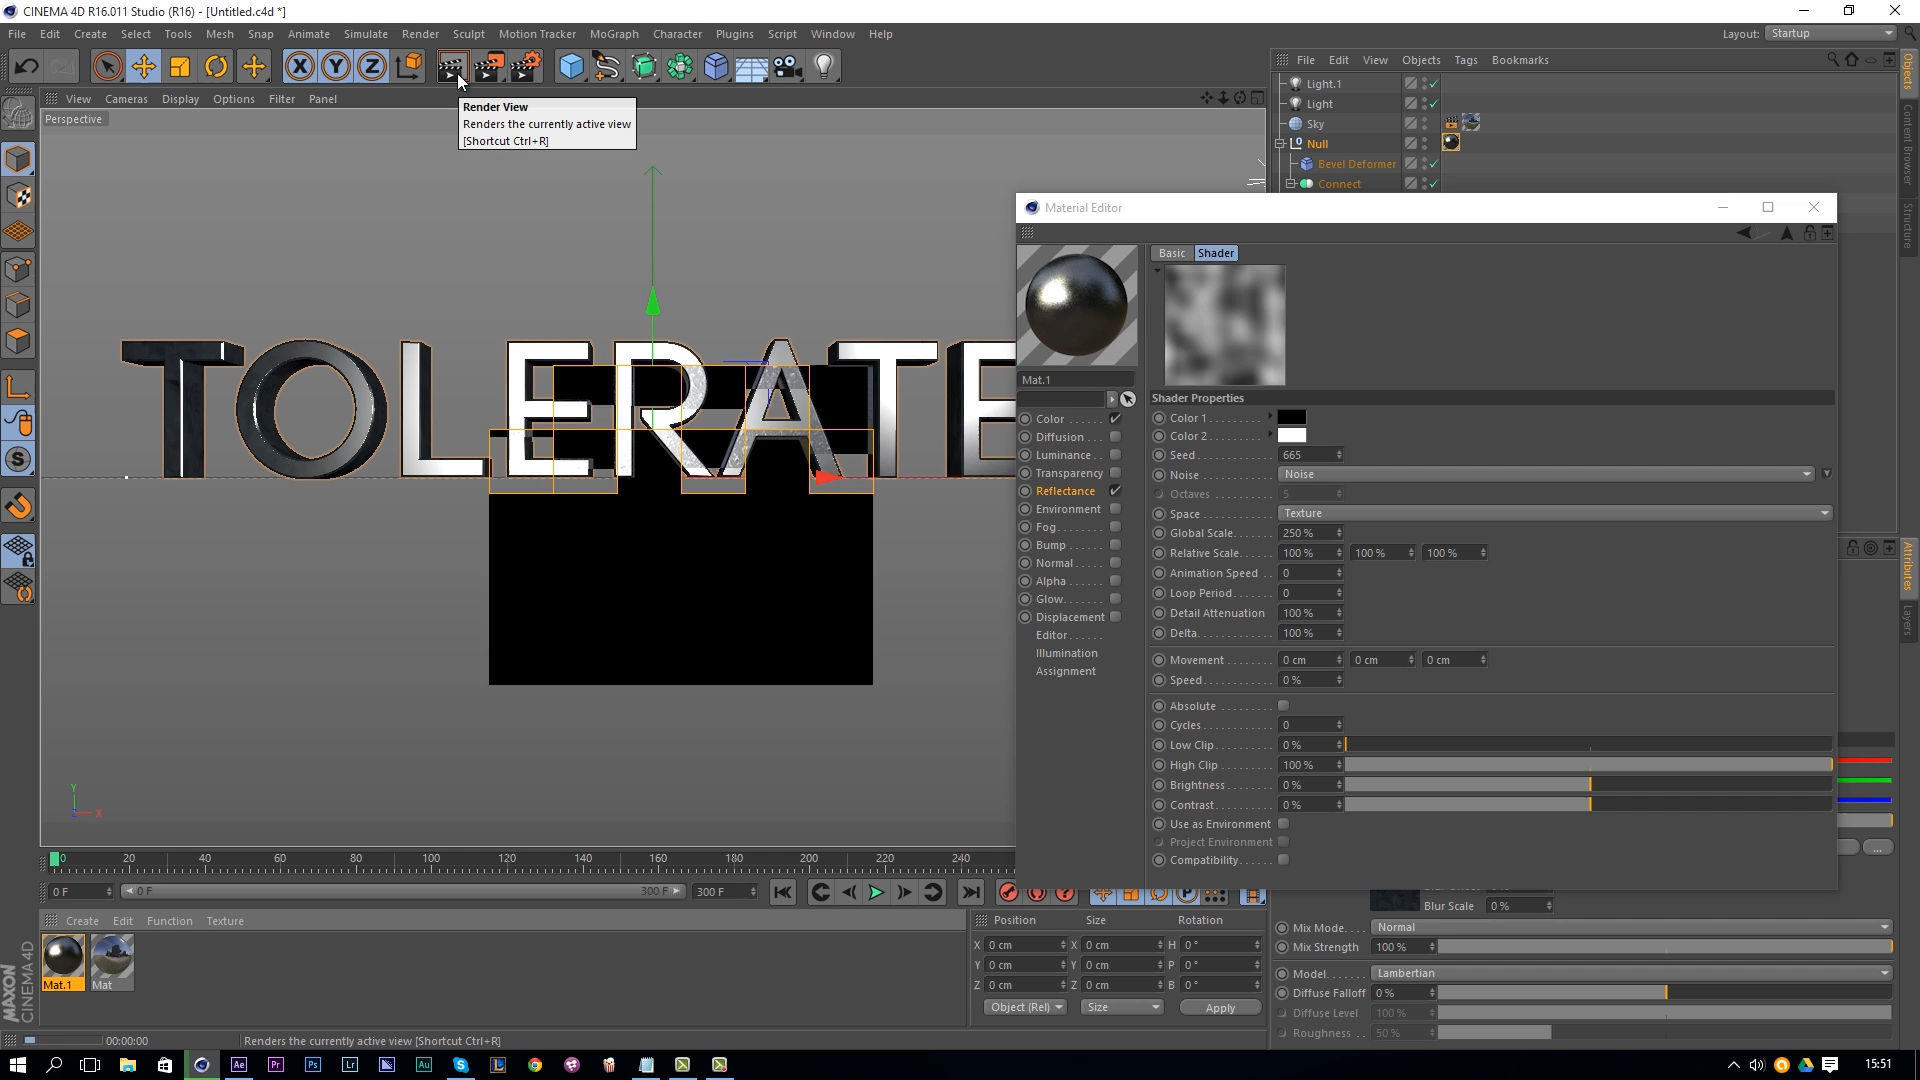 CINEMA 4D R16.011 Studio (R16) - [Untitled.c4d *]
File Edit Create Select Tools Mesh Snap Animate Simulate Render Sculpt Motion Tracker MoGraph Character Plugins Script Window Help
Layout: Startup
File Edit View Objects Tags Bookmarks
View Cameras Display Options Filter Panel
Perspective
Render View
Renders the currently active view
[Shortcut Ctrl+R]
Light.1
Light
Sky
Null
Bevel Deformer
Connect
Objects
Content Browser
Structure
Attributes
Layers
TOLERATE
Material Editor
Basic Shader
Mat.1
Color
Diffusion
Luminance
Transparency
Reflectance
Environment
Fog
Bump
Normal
Alpha
Glow
Displacement
Editor
Illumination
Assignment
Shader Properties
Color 1
Color 2
Seed 665
Noise Noise
Octaves 5
Space Texture
Global Scale 250 %
Relative Scale 100 % 100 % 100 %
Animation Speed 0
Loop Period 0
Detail Attenuation 100 %
Delta 100 %
Movement 0 cm 0 cm 0 cm
Speed 0 %
Absolute
Cycles 0
Low Clip 0 %
High Clip 100 %
Brightness 0 %
Contrast 0 %
Use as Environment
Project Environment
Compatibility
...
Y
Z X
0 20 40 60 80 100 120 140 160 180 200 220 240
0 F 0 F 300 F 300 F
Create Edit Function Texture
Mat.1 Mat
Position Size Rotation
X 0 cm X 0 cm H 0 °
Y 0 cm Y 0 cm P 0 °
Z 0 cm Z 0 cm B 0 °
Object (Rel) Size Apply
Blur Scale 0 %
Mix Mode Normal
Mix Strength 100 %
Model Lambertian
Diffuse Falloff 0 %
Diffuse Level 100 %
Roughness 50 %
MAXON
CINEMA 4D
00:00:00 Renders the currently active view [Shortcut Ctrl+R]
Ae Pr Ps Lr Au
15:51